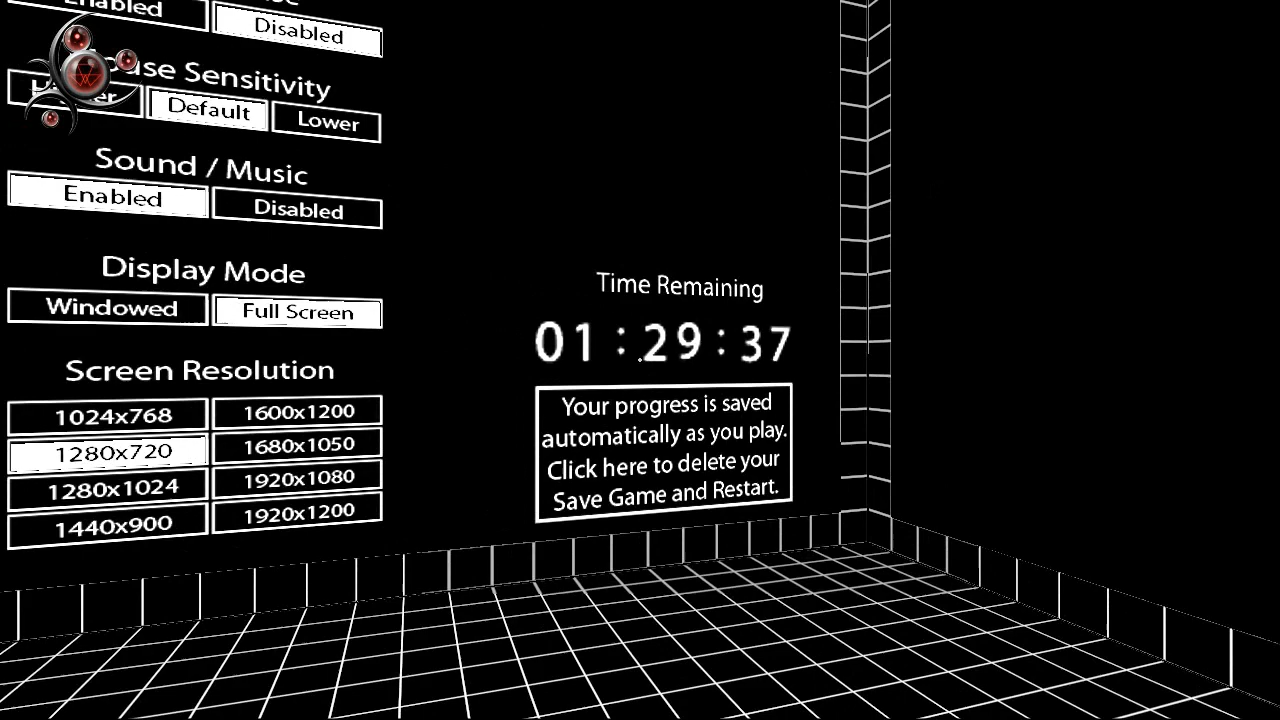 Enabled
Disabled
Mouse Sensitivity
Default
Lower
Sound / Music
Enabled
Disabled
Display Mode
Windowed
Full Screen
Screen Resolution
1024x768
1600x1200
1280x720
1680x1050
1280x1024
1920x1080
1440x900
1920x1200
Time Remaining
01 : 29 : 37
Your progress is saved
automatically as you play.
Click here to delete your
Save Game and Restart.